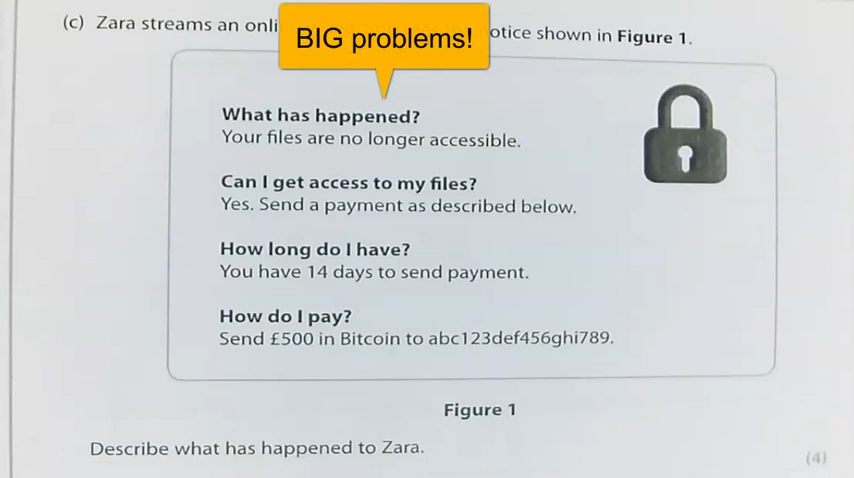 (c) Zara streams an onli
BIG problems!
otice shown in Figure 1.
What has happened?
Your files are no longer accessible.
Can I get access to my files?
Yes. Send a payment as described below.
How long do I have?
You have 14 days to send payment.
How do I pay?
Send £500 in Bitcoin to abc123def456ghi789.
Figure 1
Describe what has happened to Zara.
(4)